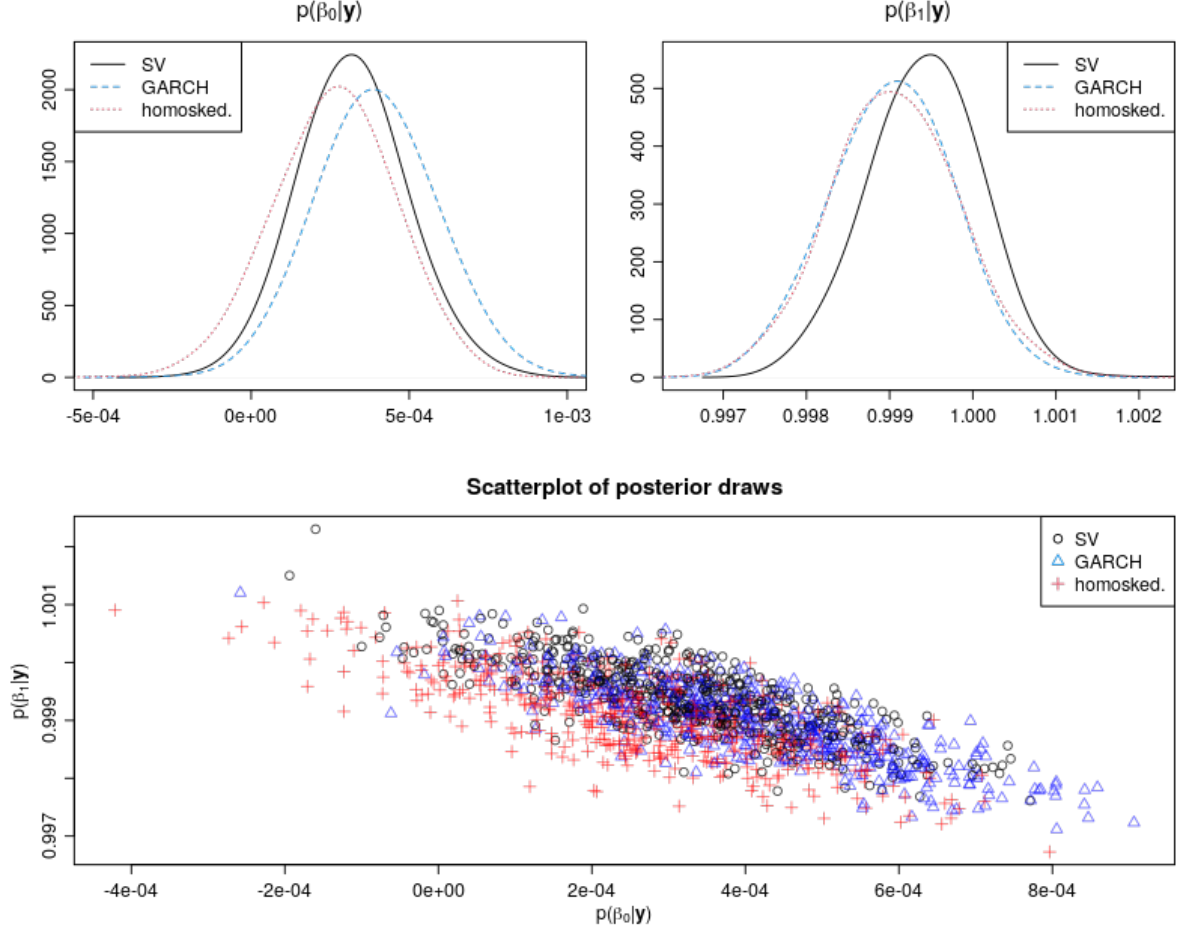 p(β₀|y)
SV
GARCH
homosked.
2000
1500
1000
500
0
-5e-04 0e+00 5e-04 1e-03
p(β₁|y)
SV
GARCH
homosked.
500
400
300
200
100
0
0.997 0.998 0.999 1.000 1.001 1.002
Scatterplot of posterior draws
SV
GARCH
homosked.
p(β₁|y)
1.001
0.999
0.997
-4e-04 -2e-04 0e+00 2e-04 4e-04 6e-04 8e-04
p(β₀|y)